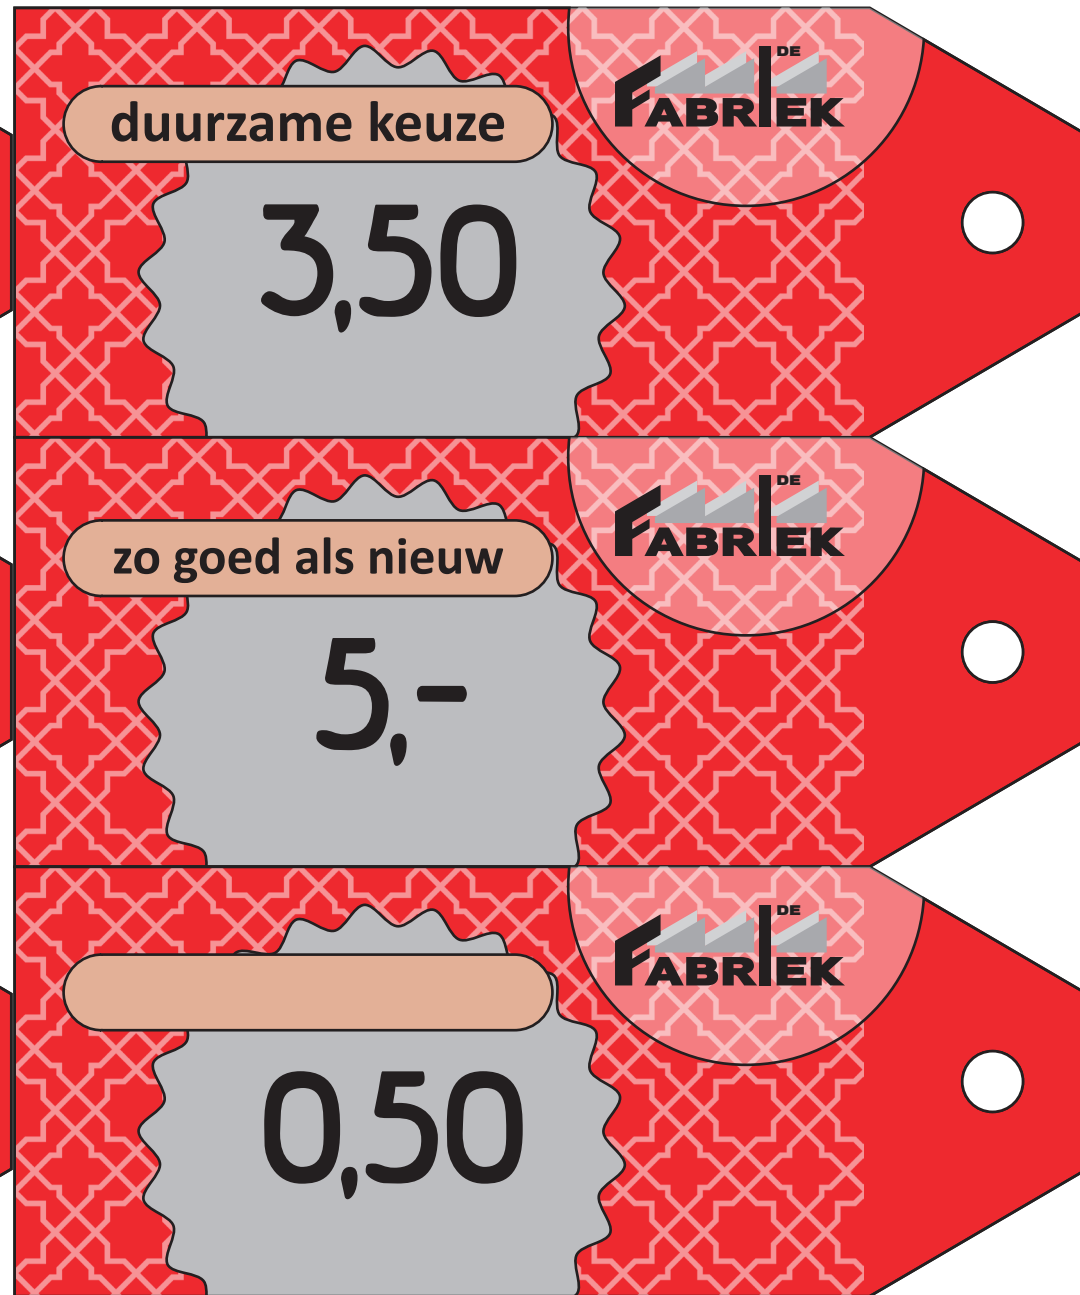 DE
FABRIEK
duurzame keuze
3,50
DE
FABRIEK
zo goed als nieuw
5,-
DE
FABRIEK
0,50